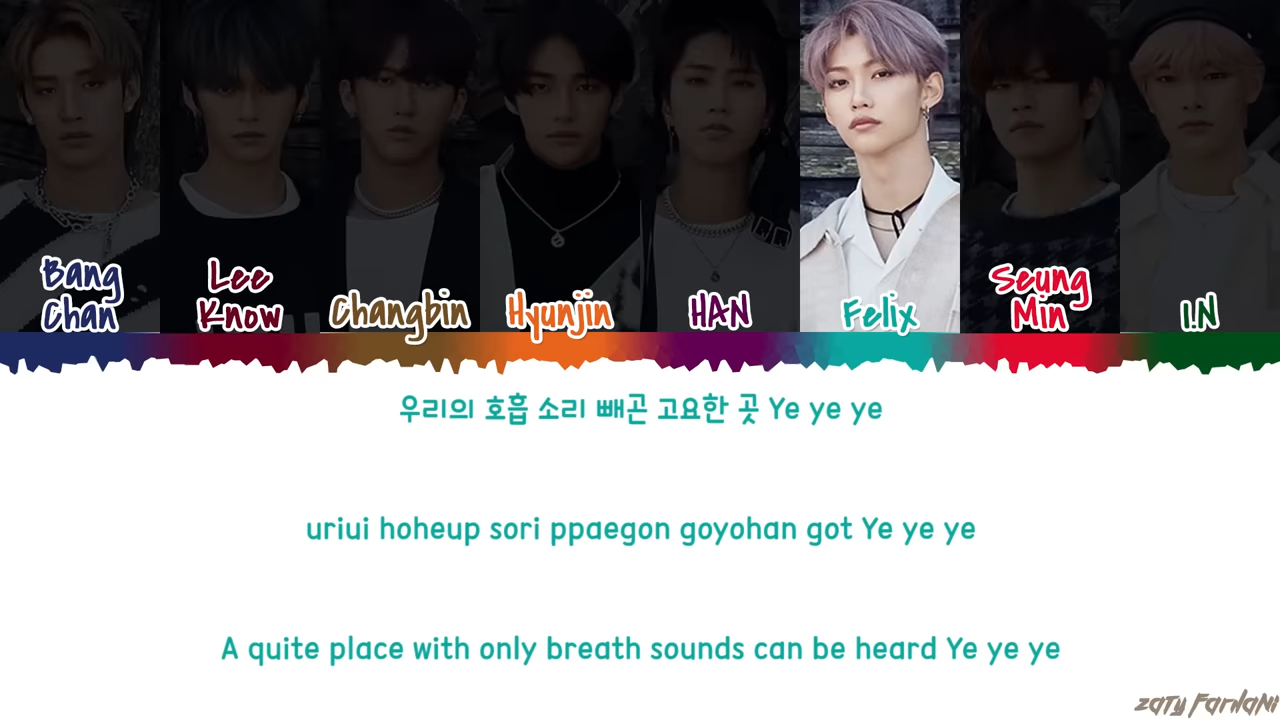 Bang Chan
Lee Know
Changbin
Hyunjin
HAN
Felix
Seung Min
I.N
우리의 호흡 소리 빼곤 고요한 곳 Ye ye ye
uriui hoheup sori ppaegon goyohan got Ye ye ye
A quite place with only breath sounds can be heard Ye ye ye
ZATY FARHANI